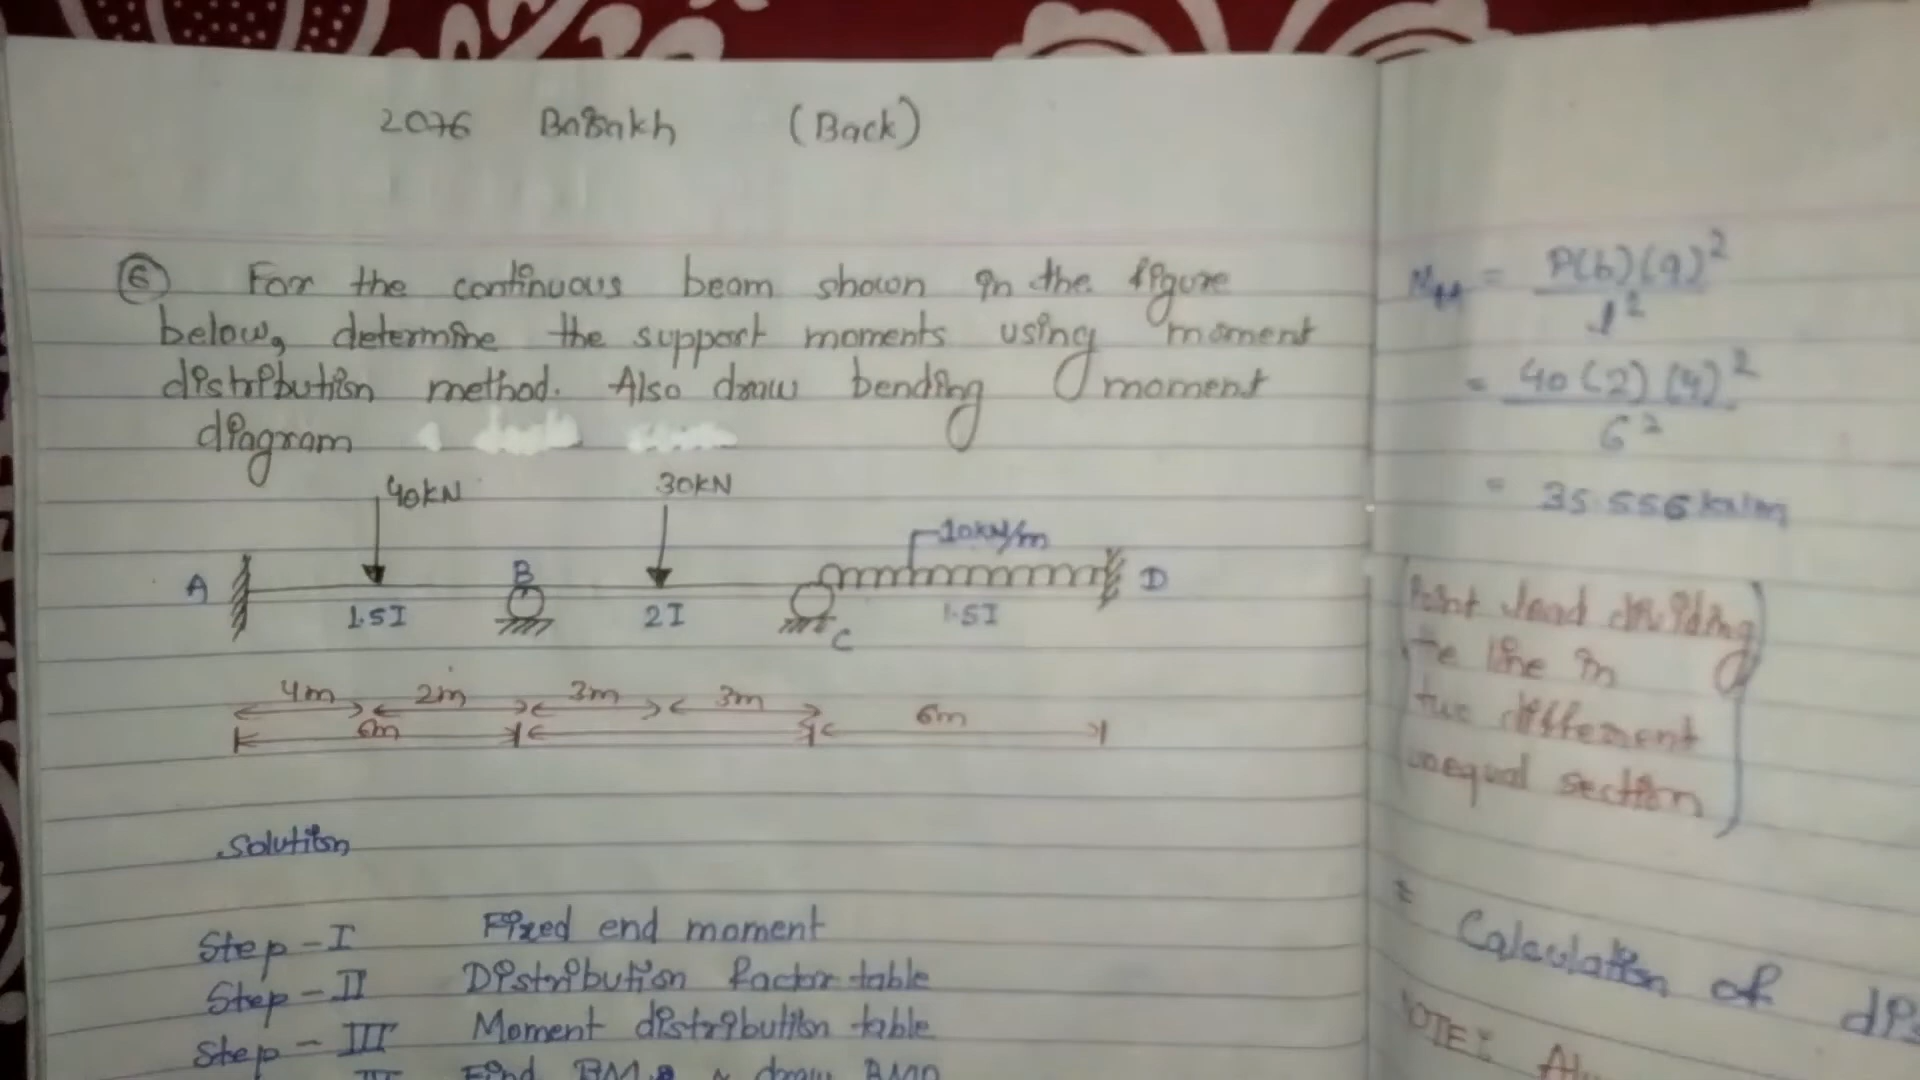 2076 Baisakh (Back)
⑥ For the continuous beam shown in the figure
below, determine the support moments using moment
distribution method. Also draw bending moment
diagram
40kN
30kN
10kN/m
A
B
D
1.5I
2I
1.5I
C
4m
2m
3m
3m
6m
6m
Solution
Step-I Fixed end moment
Step-II Distribution factor table
Step-III Moment distribution table
Find draw
= P(b)(a)²
l²
= 40(2)(4)²
6²
= 35.556 kNm
Point load dividing
the line in
two different
unequal section
= Calculation of
NOTE: